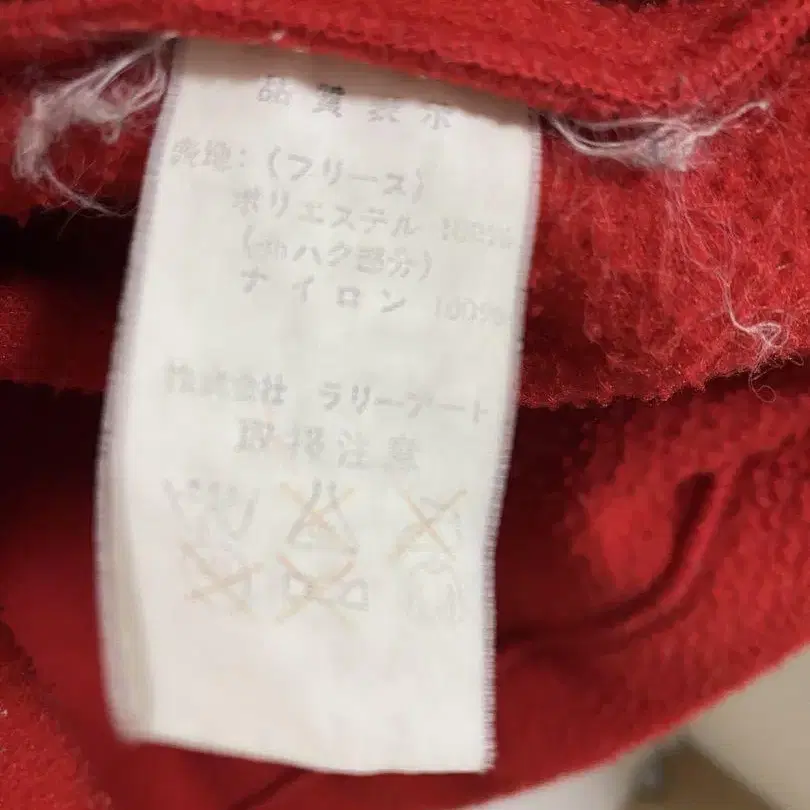 品質表示
表地:(フリース)
ポリエステル 100%
(ハク部分)
ナイロン 100%
株式会社 ラリーアート
取扱注意